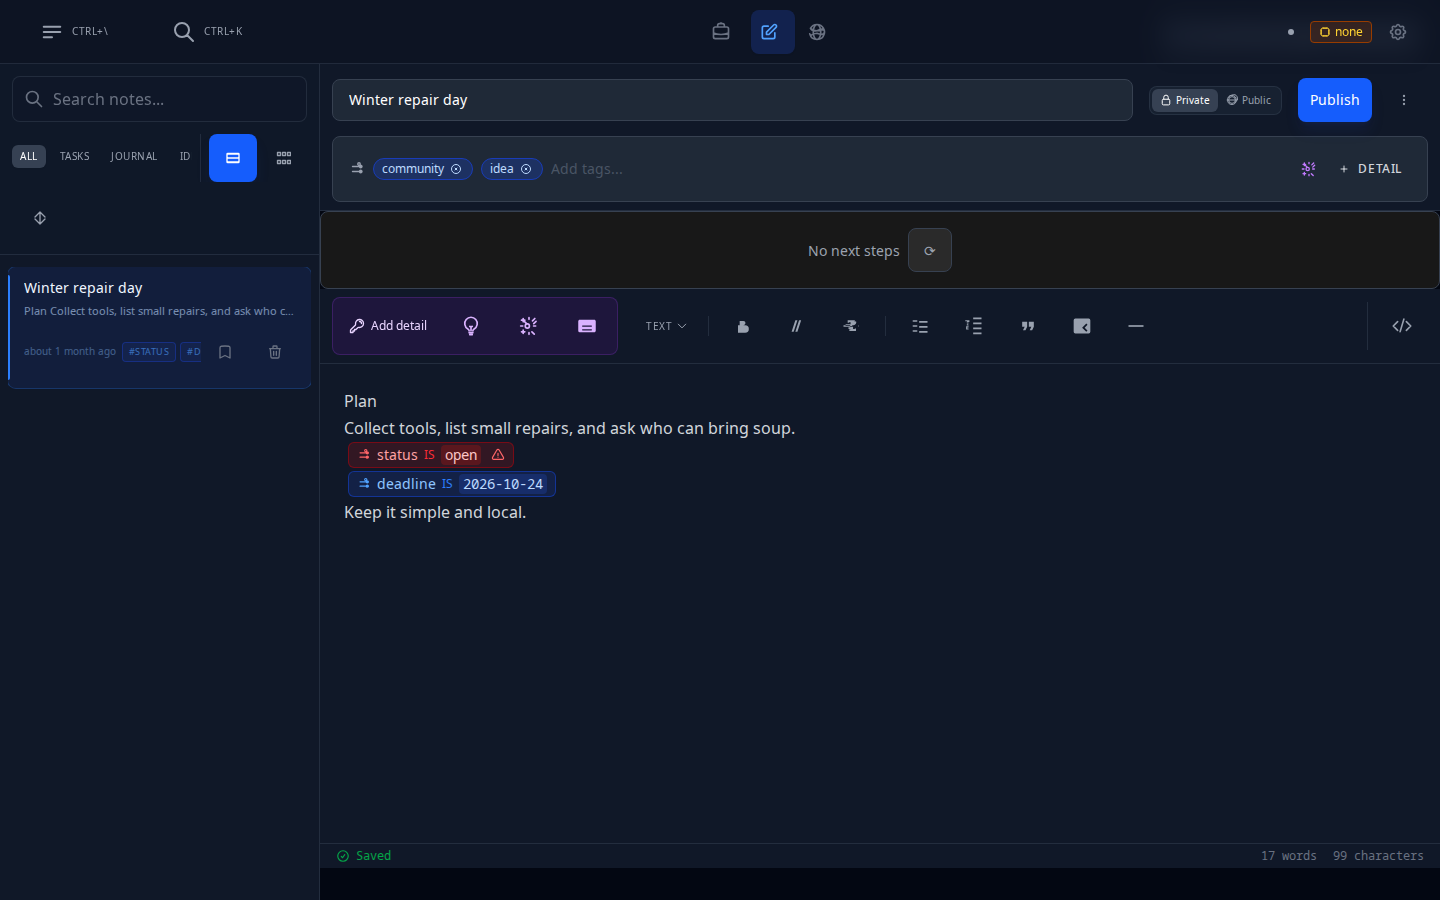 CTRL+\
CTRL+K
none
Search notes...
ALL TASKS JOURNAL ID
Winter repair day
Plan Collect tools, list small repairs, and ask who c...
about 1 month ago #STATUS #D
Winter repair day
Private Public
Publish
community idea Add tags...
+ DETAIL
No next steps
Add detail
TEXT
Plan
Collect tools, list small repairs, and ask who can bring soup.
status IS open
deadline IS 2026-10-24
Keep it simple and local.
Saved
17 words 99 characters